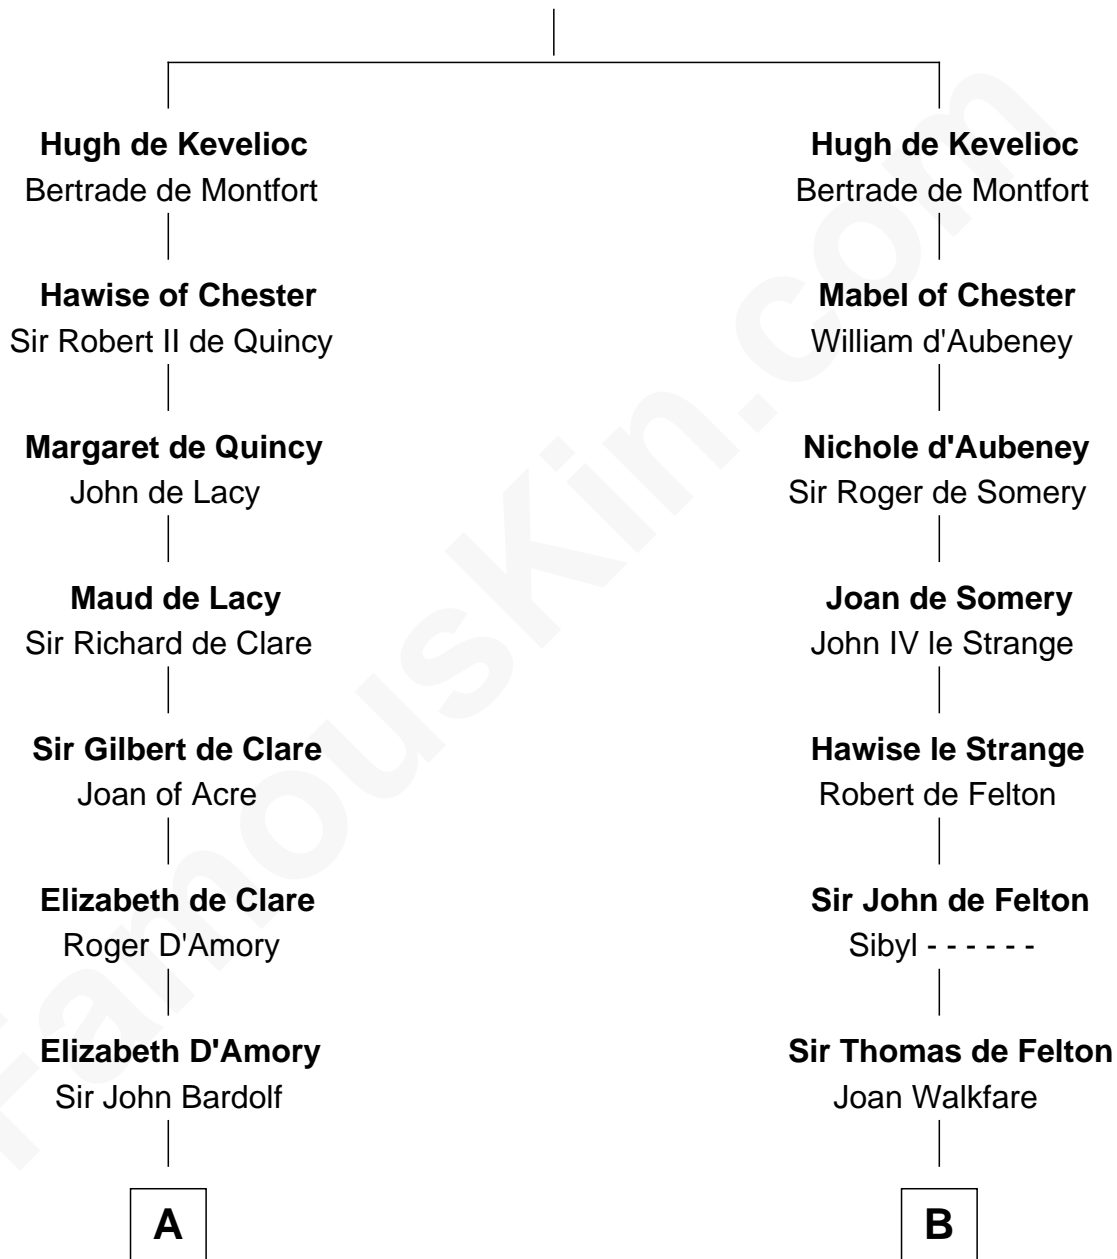 Hugh de Kevelioc
Bertrade de Montfort
Hawise of Chester
Sir Robert II de Quincy
Margaret de Quincy
John de Lacy
Maud de Lacy
Sir Richard de Clare
Sir Gilbert de Clare
Joan of Acre
Elizabeth de Clare
Roger D'Amory
Elizabeth D'Amory
Sir John Bardolf
A
Hugh de Kevelioc
Bertrade de Montfort
Mabel of Chester
William d'Aubeney
Nichole d'Aubeney
Sir Roger de Somery
Joan de Somery
John IV le Strange
Hawise le Strange
Robert de Felton
Sir John de Felton
Sibyl - - - - - -
Sir Thomas de Felton
Joan Walkfare
B
FamousKin.com